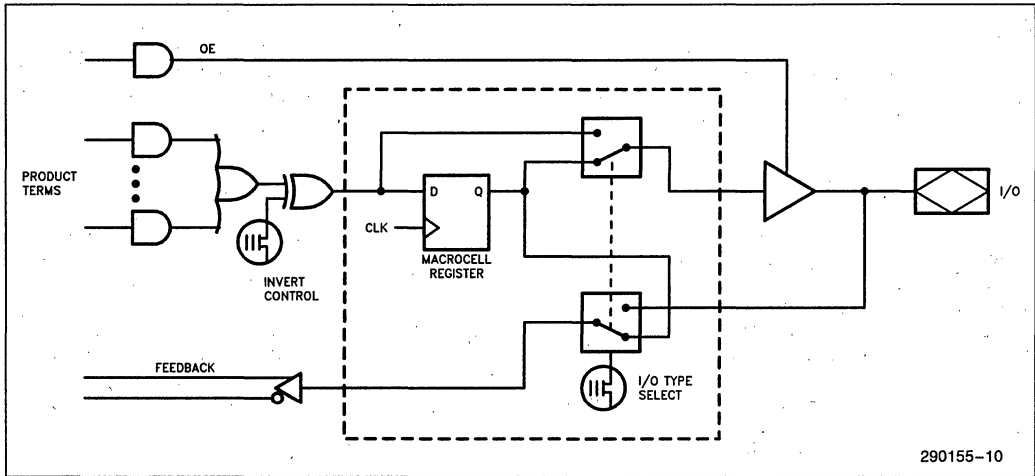 OE
PRODUCT
TERMS
INVERT
CONTROL
D
Q
CLK
MACROCELL
REGISTER
I/O
FEEDBACK
I/O TYPE
SELECT
290155-10